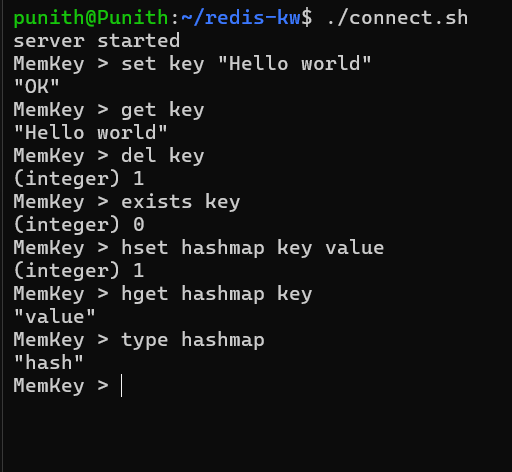 punith@Punith:~/redis-kw$ ./connect.sh
server started
MemKey > set key "Hello world"
"OK"
MemKey > get key
"Hello world"
MemKey > del key
(integer) 1
MemKey > exists key
(integer) 0
MemKey > hset hashmap key value
(integer) 1
MemKey > hget hashmap key
"value"
MemKey > type hashmap
"hash"
MemKey >